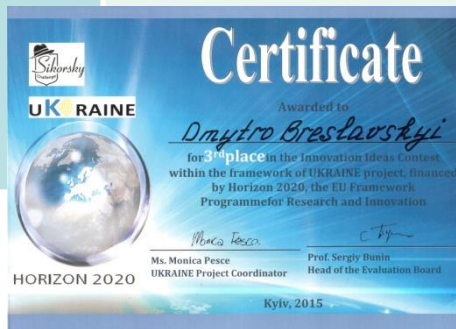 Sikorsky
Challenge
UKRAINE
HORIZON 2020
Certificate
Awarded to
Dmytro Breslavskyi
for 3rd place in the Innovation Ideas Contest
within the framework of UKRAINE project, financed
by Horizon 2020, the EU Framework
Programmefor Research and Innovation
Monica Pesce
Ms. Monica Pesce
UKRAINE Project Coordinator
Prof. Sergiy Bunin
Head of the Evaluation Board
Kyiv, 2015